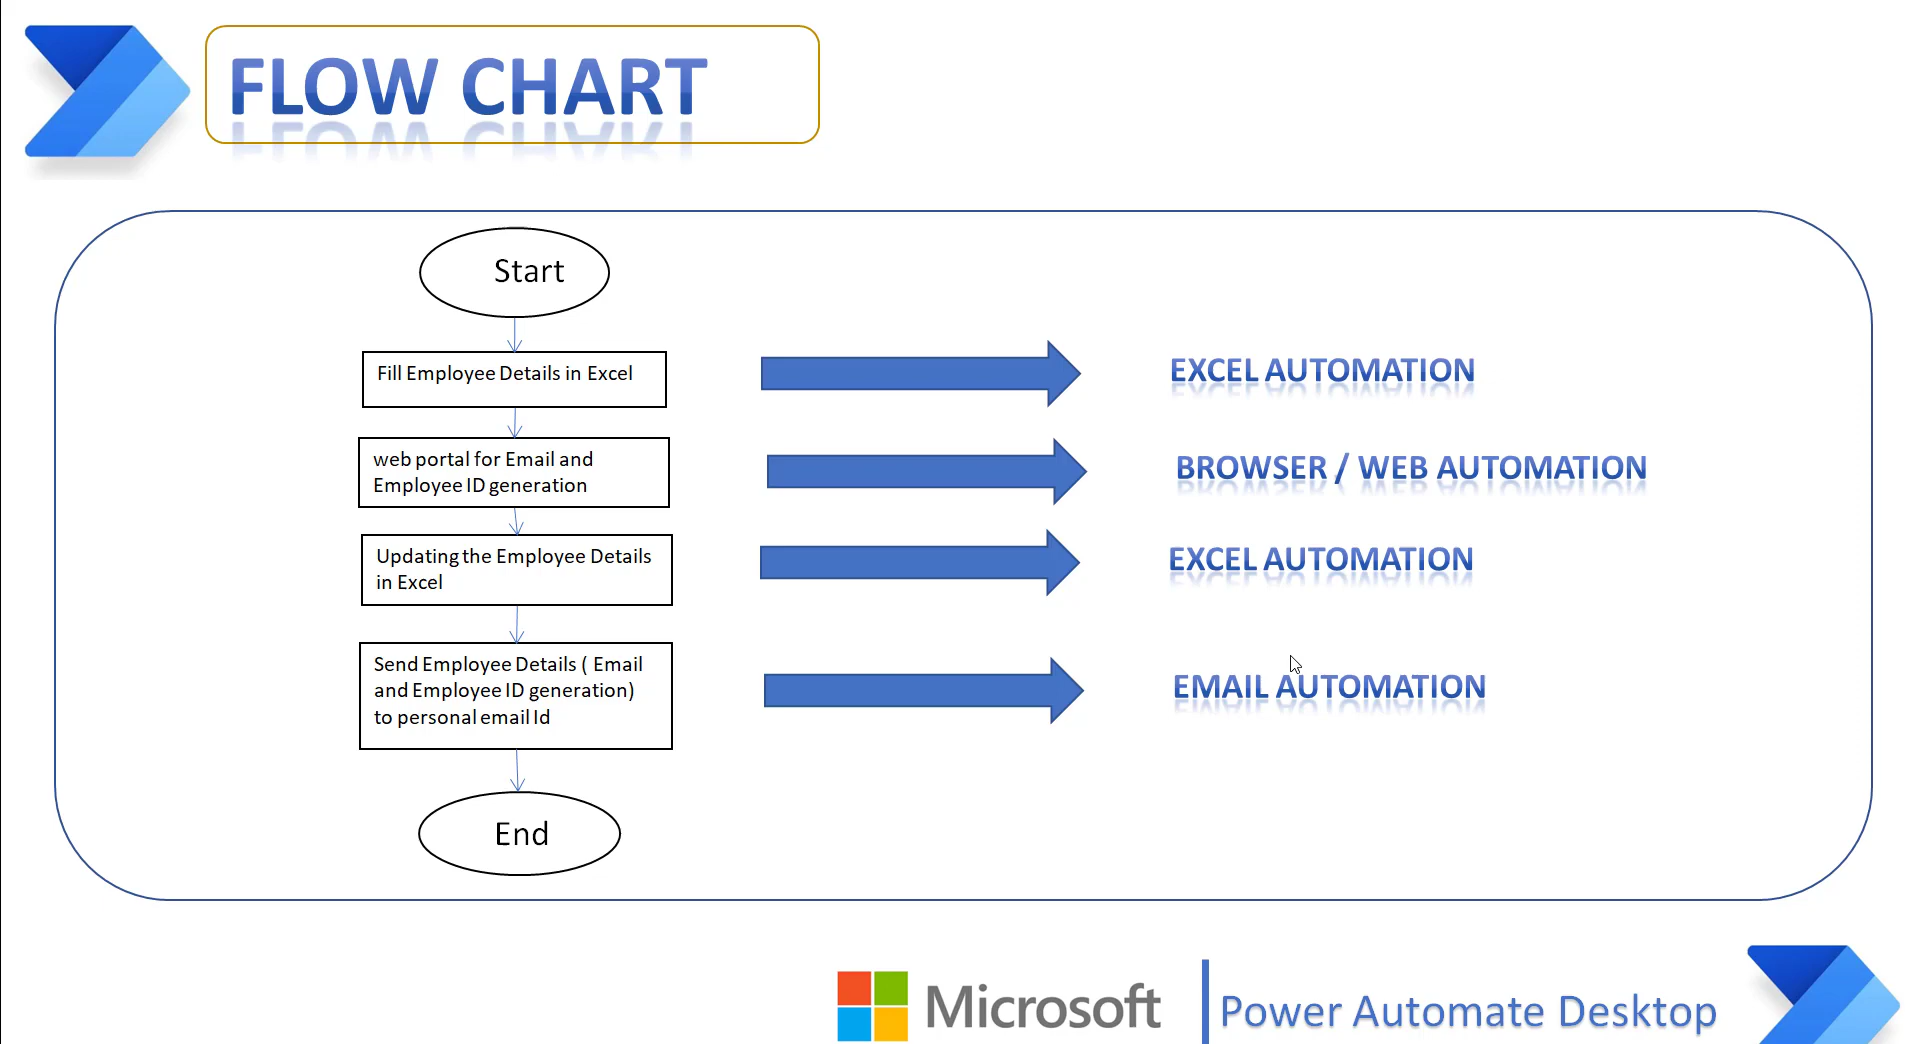 FLOW CHART
Start
Fill Employee Details in Excel
EXCEL AUTOMATION
web portal for Email and
Employee ID generation
BROWSER / WEB AUTOMATION
Updating the Employee Details
in Excel
EXCEL AUTOMATION
Send Employee Details ( Email
and Employee ID generation)
to personal email Id
EMAIL AUTOMATION
End
Microsoft
Power Automate Desktop